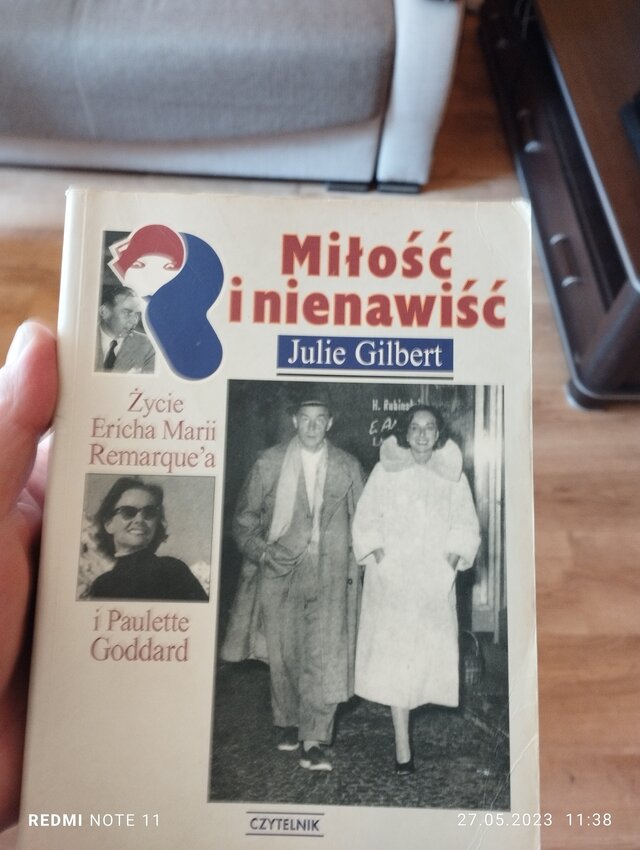 Miłość
i nienawiść
Julie Gilbert
Życie
Ericha Marii
Remarque'a
i Paulette
Goddard
CZYTELNIK
REDMI NOTE 11
27.05.2023 11:38